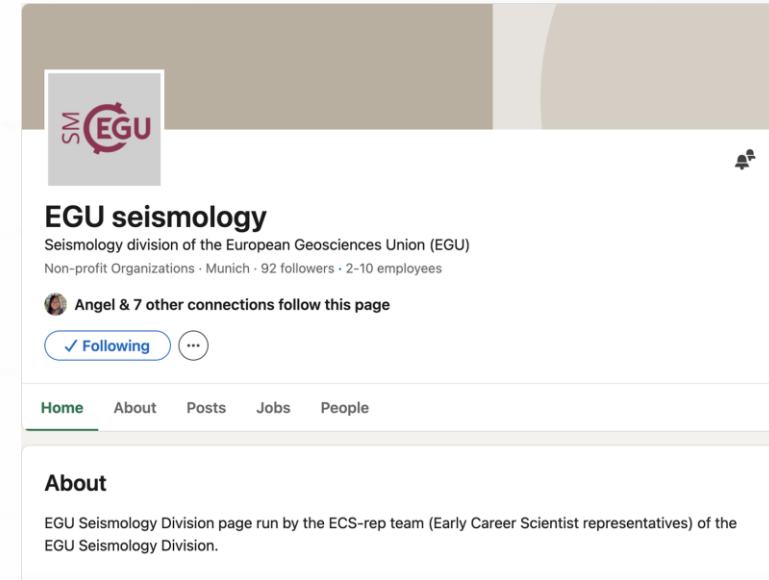 SM EGU
EGU seismology
Seismology division of the European Geosciences Union (EGU)
Non-profit Organizations · Munich · 92 followers · 2-10 employees
Angel & 7 other connections follow this page
✓ Following ...
Home About Posts Jobs People
About
EGU Seismology Division page run by the ECS-rep team (Early Career Scientist representatives) of the
EGU Seismology Division.